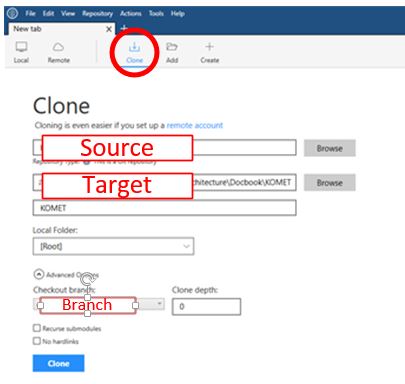 File Edit View Repository Actions Tools Help
New tab
Local Remote Clone Add Create
Clone
Cloning is even easier if you set up a remote account
Source
Browse
Repository Type: This is a Git repository
Target
chitecture\Docbook\KOMET
Browse
KOMET
Local Folder:
[Root]
Advanced Options
Checkout branch:
Clone depth:
Branch
0
Recurse submodules
No hardlinks
Clone